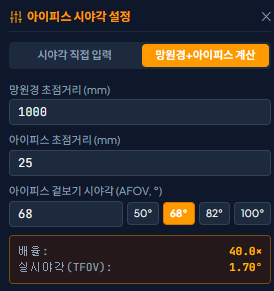 아이피스 시야각 설정
시야각 직접 입력 망원경+아이피스 계산
망원경 초점거리 (mm)
1000
아이피스 초점거리 (mm)
25
아이피스 겉보기 시야각 (AFOV, °)
68 50° 68° 82° 100°
배율: 40.0×
실시야각(TFOV): 1.70°